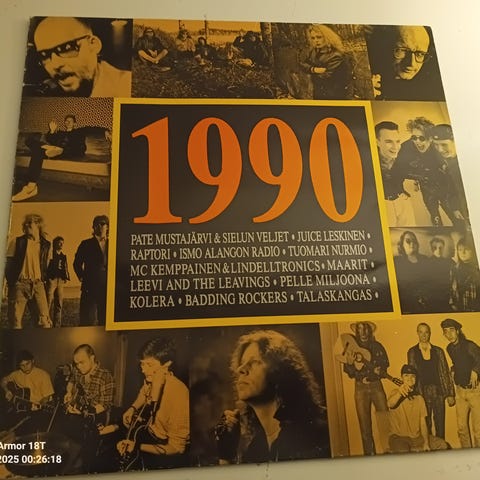 1990
PATE MUSTAJÄRVI & SIELUN VELJET • JUICE LESKINEN •
RAPTORI • ISMO ALANGON RADIO • TUOMARI NURMIO •
MC KEMPPAINEN & LINDELLTRONICS • MAARIT •
LEEVI AND THE LEAVINGS • PELLE MILJOONA •
KOLERA • BADDING ROCKERS • TALASKANGAS •
Armor 18T
2025 00:26:18